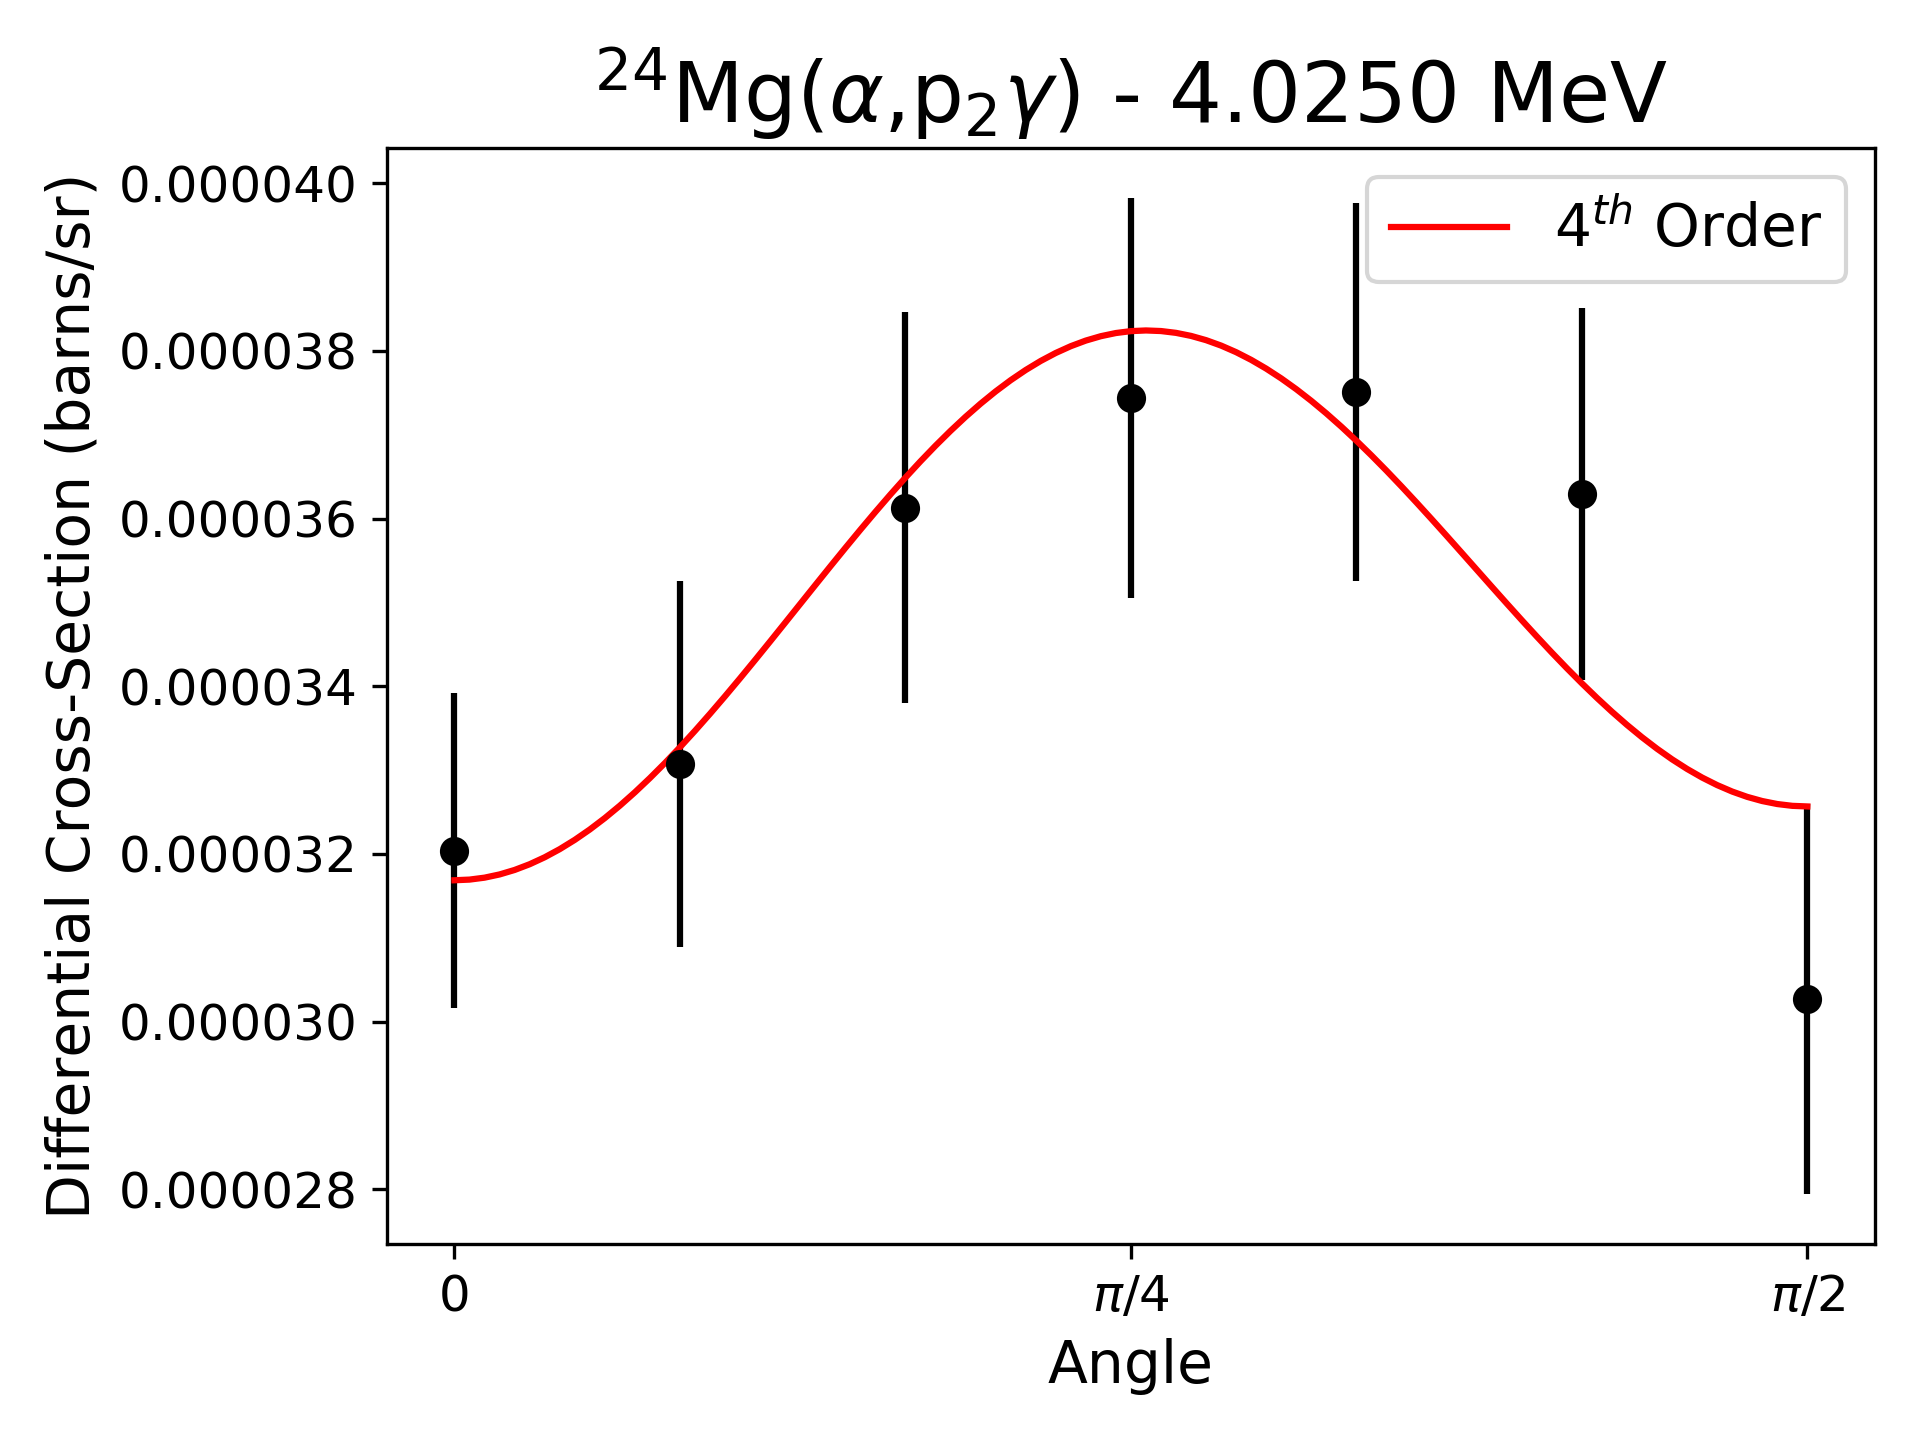 ²⁴Mg(α,p₂γ) - 4.0250 MeV
Differential Cross-Section (barns/sr)
0.000040
0.000038
0.000036
0.000034
0.000032
0.000030
0.000028
4ᵗʰ Order
0
π/4
π/2
Angle